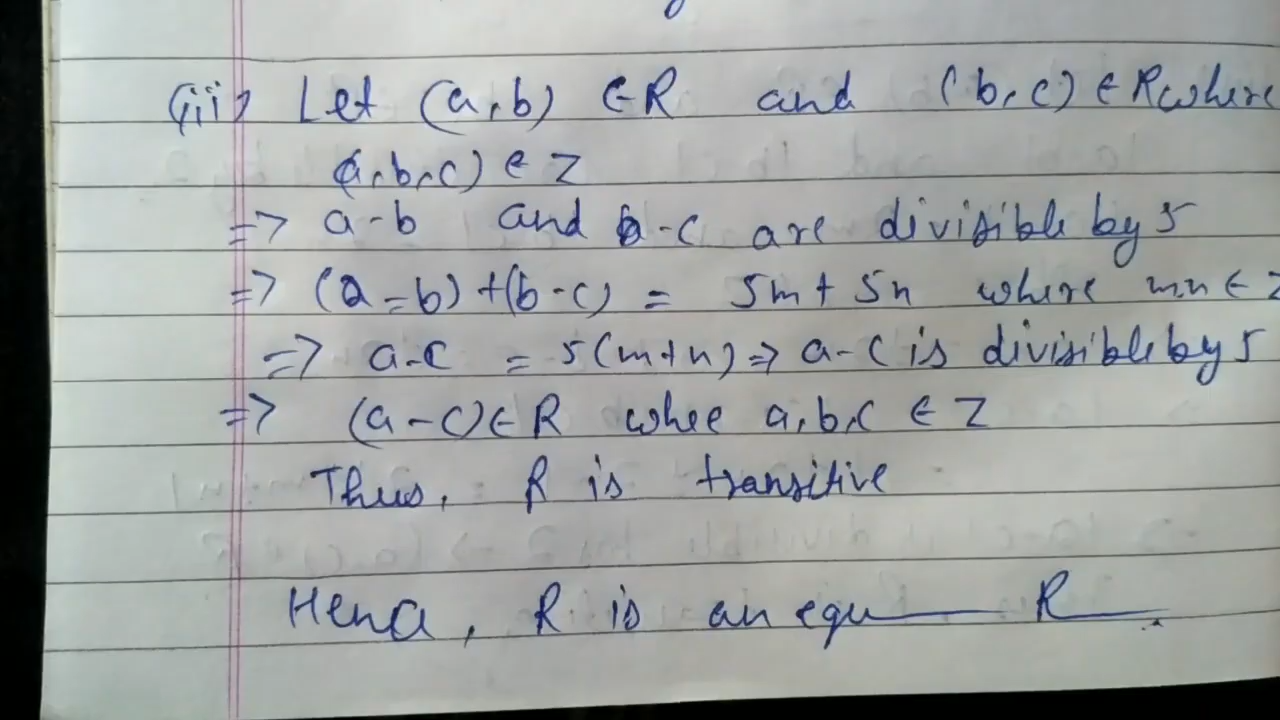 (iii) Let (a,b) ∈ R and (b,c) ∈ R where
(a,b,c) ∈ Z
=> a-b and b-c are divisible by 5
=> (a-b)+(b-c) = 5m+5n where m,n ∈ Z
=> a-c = 5(m+n) => a-c is divisible by 5
=> (a-c) ∈ R whee a,b,c ∈ Z
Thus, R is transitive
Hence, R is an equ—— R——